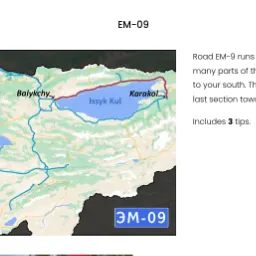 EM-09
Road EM-9 runs
many parts of th
to your south. Th
last section tow
Includes 3 tips.
Balykchy
Karakol
Issyk Kul
ЭМ-09